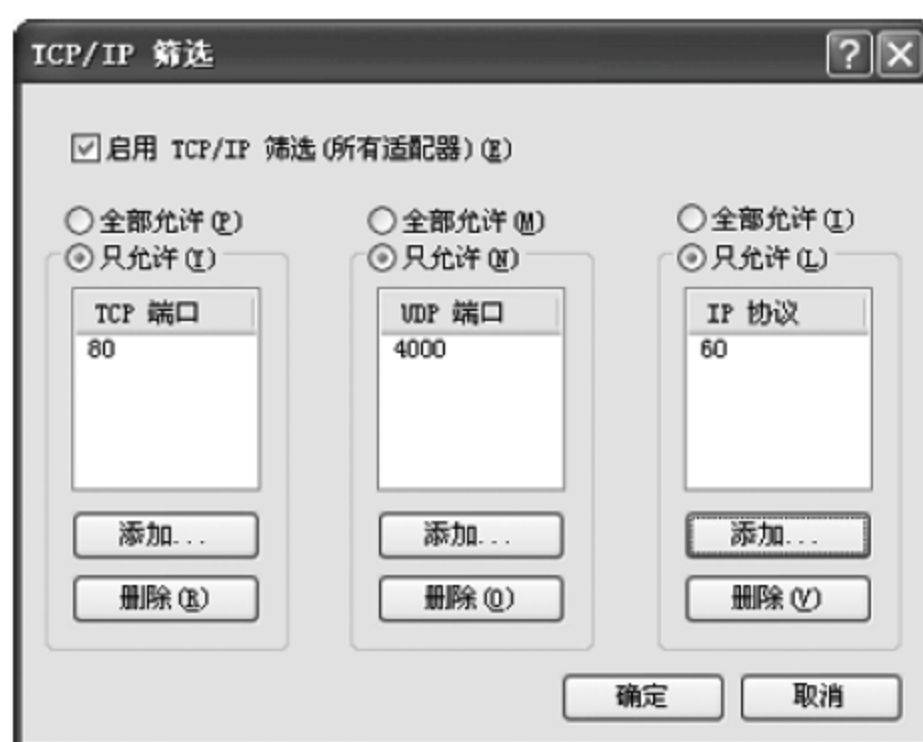 TCP/IP 筛选
启用 TCP/IP 筛选(所有适配器)(E)
全部允许(P) 全部允许(M) 全部允许(I)
只允许(Y) 只允许(N) 只允许(L)
TCP 端口 UDP 端口 IP 协议
80 4000 60
添加... 添加... 添加...
删除(R) 删除(O) 删除(V)
确定 取消